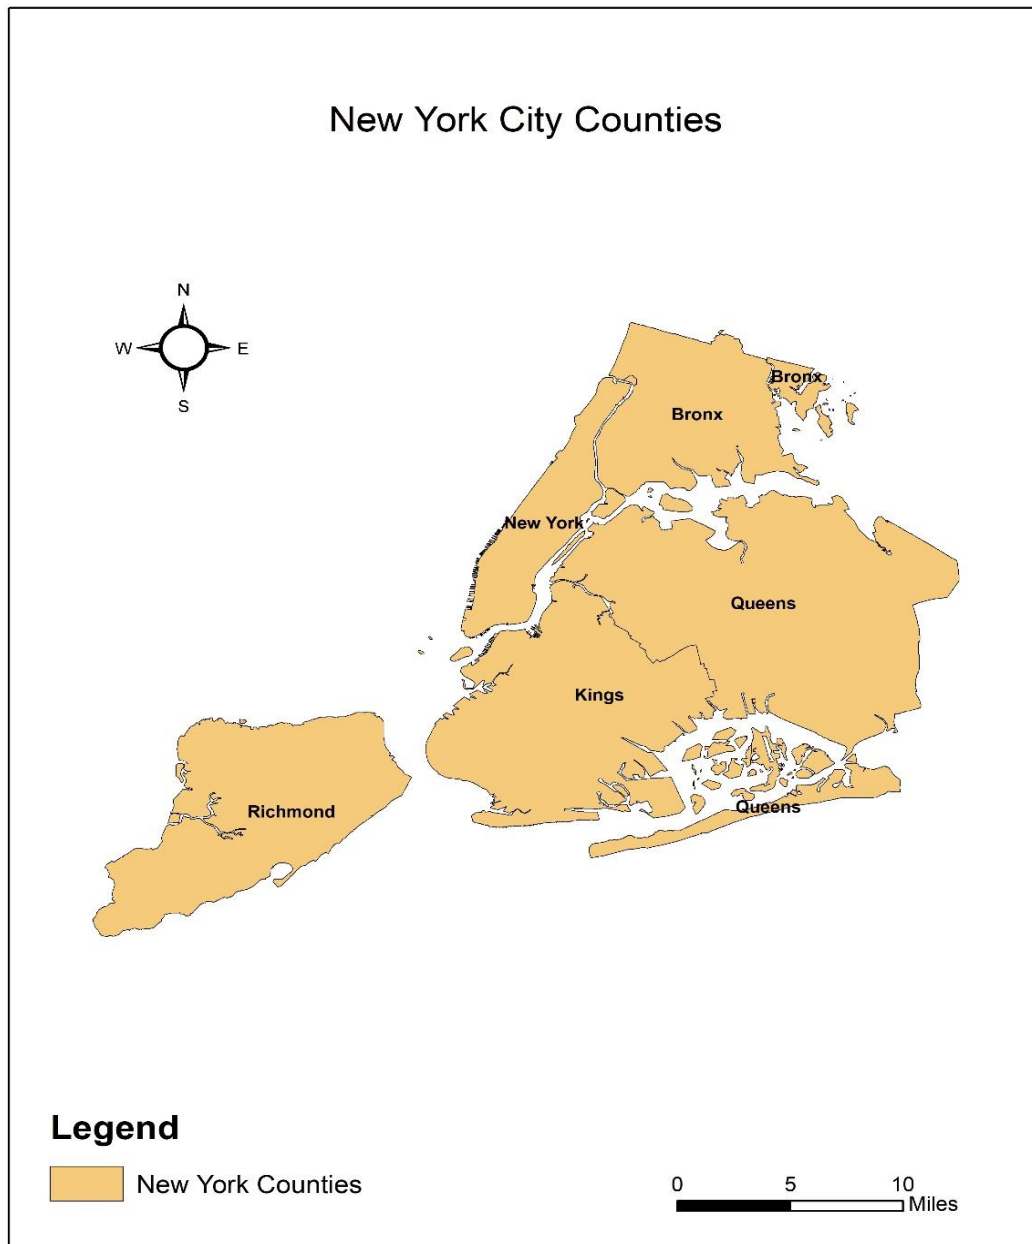 New York City Counties
N
W
E
S
Bronx
Bronx
New York
Queens
Kings
Queens
Richmond
Legend
New York Counties
0 5 10
Miles